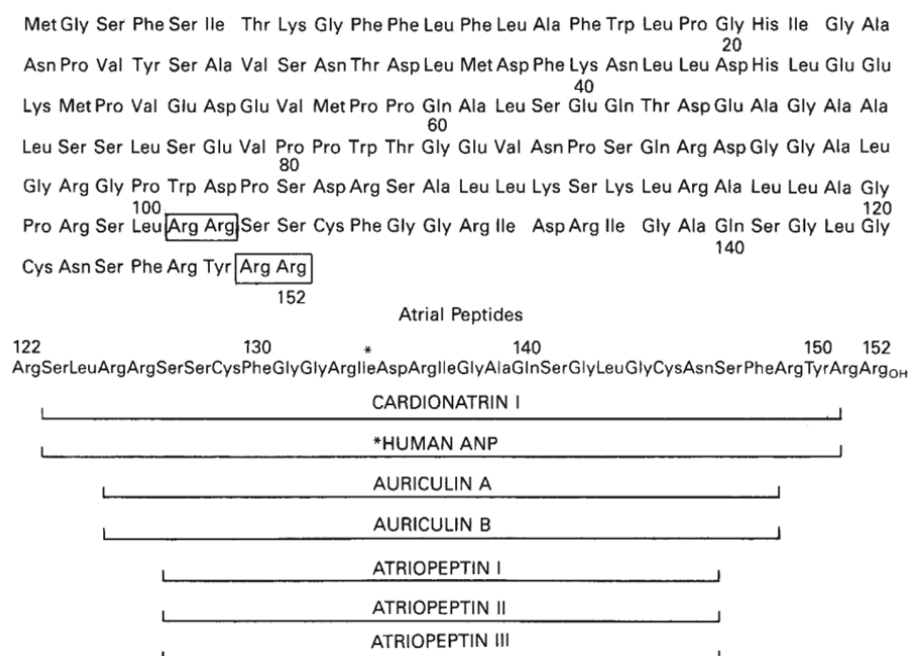 Met Gly Ser Phe Ser Ile Thr Lys Gly Phe Phe Leu Phe Leu Ala Phe Trp Leu Pro Gly His Ile Gly Ala
20
Asn Pro Val Tyr Ser Ala Val Ser Asn Thr Asp Leu Met Asp Phe Lys Asn Leu Leu Asp His Leu Glu Glu
40
Lys Met Pro Val Glu Asp Glu Val Met Pro Pro Gln Ala Leu Ser Glu Gln Thr Asp Glu Ala Gly Ala Ala
60
Leu Ser Ser Leu Ser Glu Val Pro Pro Trp Thr Gly Glu Val Asn Pro Ser Gln Arg Asp Gly Gly Ala Leu
80
Gly Arg Gly Pro Trp Asp Pro Ser Asp Arg Ser Ala Leu Leu Lys Ser Lys Leu Arg Ala Leu Leu Ala Gly
100 120
Pro Arg Ser Leu Arg Arg Ser Ser Cys Phe Gly Gly Arg Ile Asp Arg Ile Gly Ala Gln Ser Gly Leu Gly
140
Cys Asn Ser Phe Arg Tyr Arg Arg
152
Atrial Peptides
122 130 * 140 150 152
ArgSerLeuArgArgSerSerCysPheGlyGlyArgIleAspArgIleGlyAlaGlnSerGlyLeuGlyCysAsnSerPheArgTyrArgArgOH
CARDIONATRIN I
*HUMAN ANP
AURICULIN A
AURICULIN B
ATRIOPEPTIN I
ATRIOPEPTIN II
ATRIOPEPTIN III